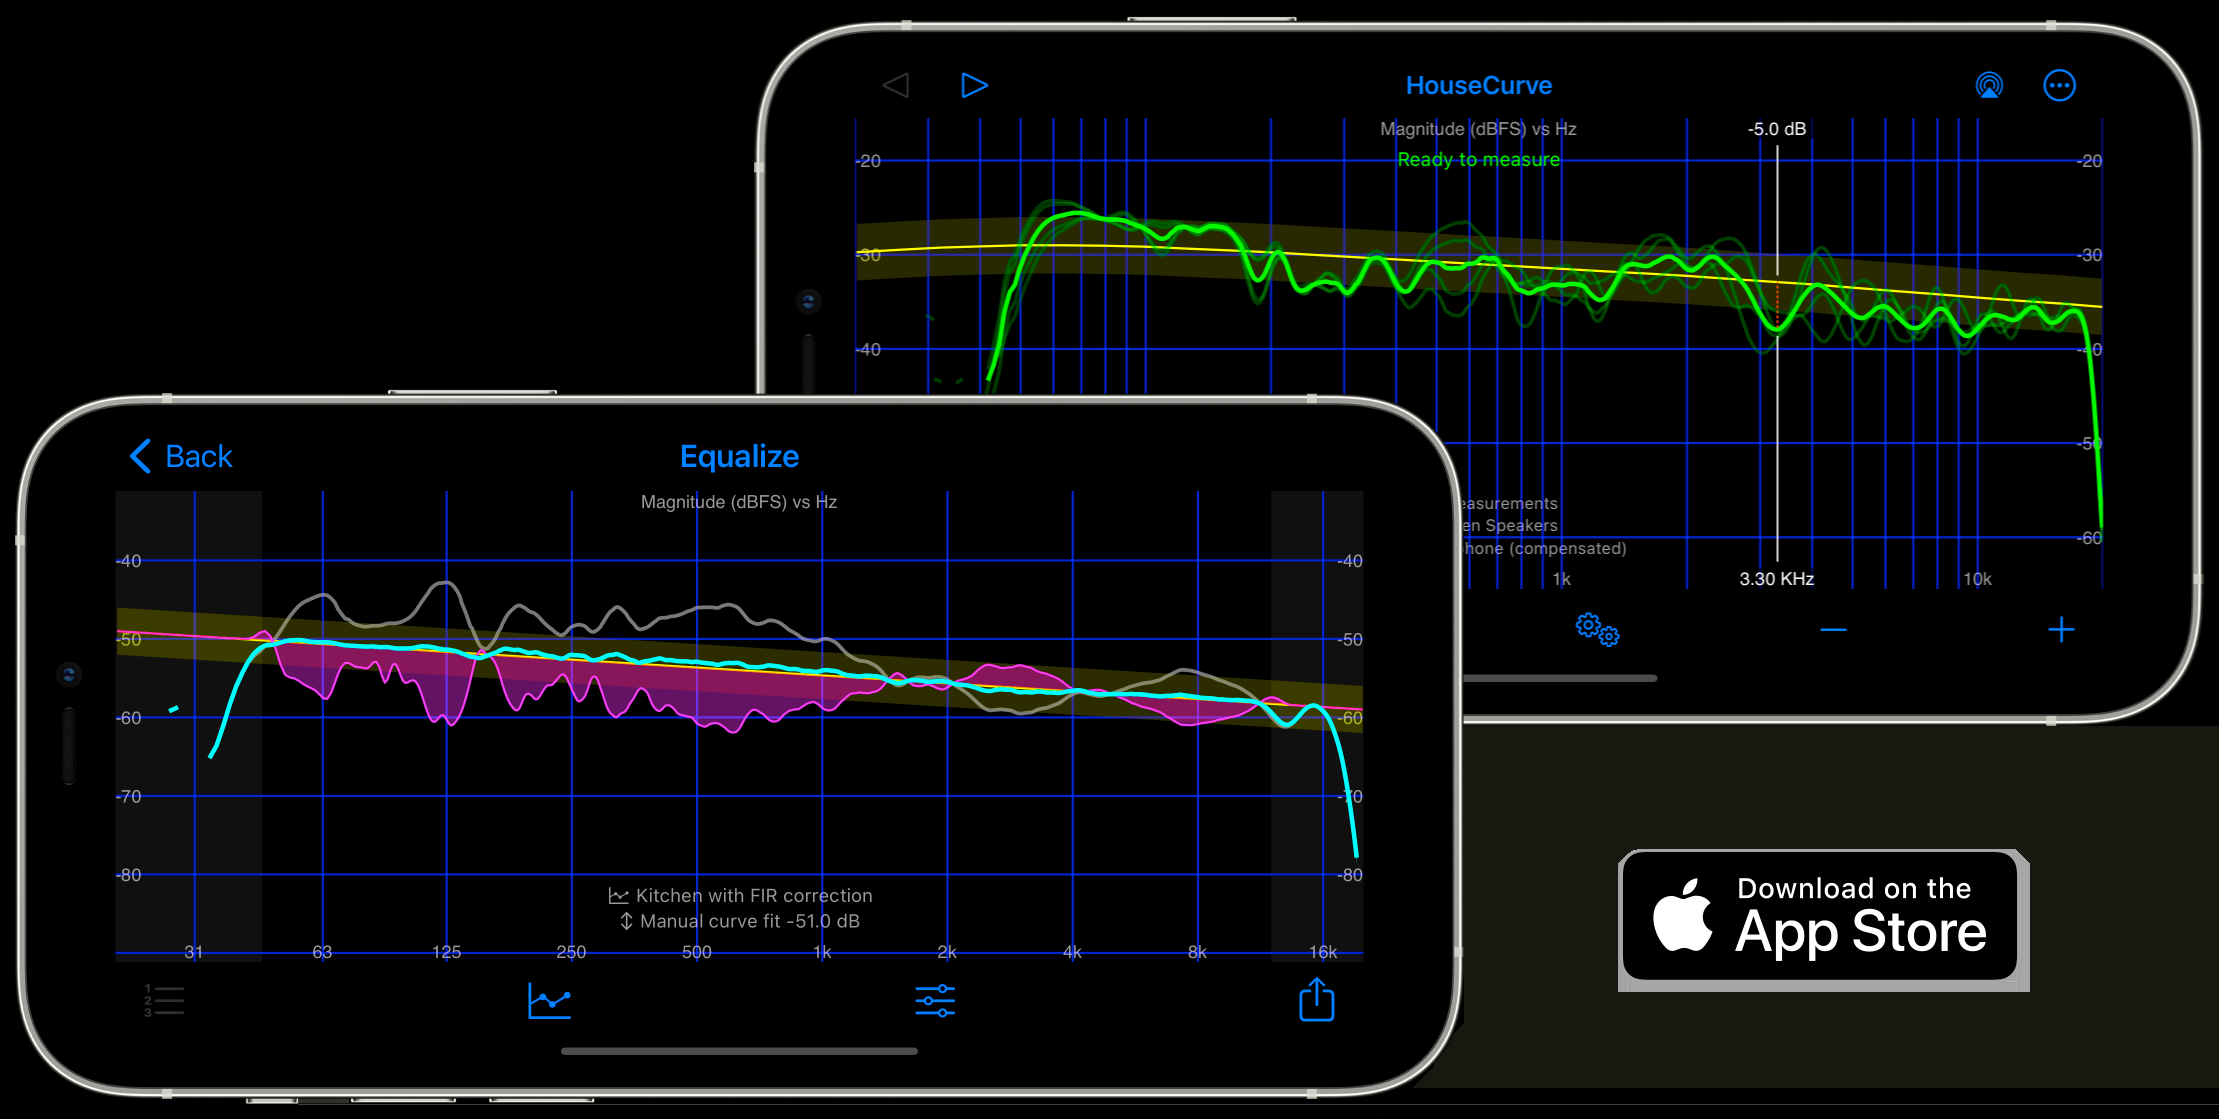 HouseCurve
Magnitude (dBFS) vs Hz
-5.0 dB
Ready to measure
-20
-20
-30
-30
-40
-40
-50
easurements
en Speakers
hone (compensated)
-60
1k
3.30 KHz
10k
Back
Equalize
Magnitude (dBFS) vs Hz
-40
-40
-50
-50
-60
-60
-70
-70
-80
-80
Kitchen with FIR correction
Manual curve fit -51.0 dB
31
63
125
250
500
1k
2k
4k
8k
16k
1
2
3
Download on the
App Store